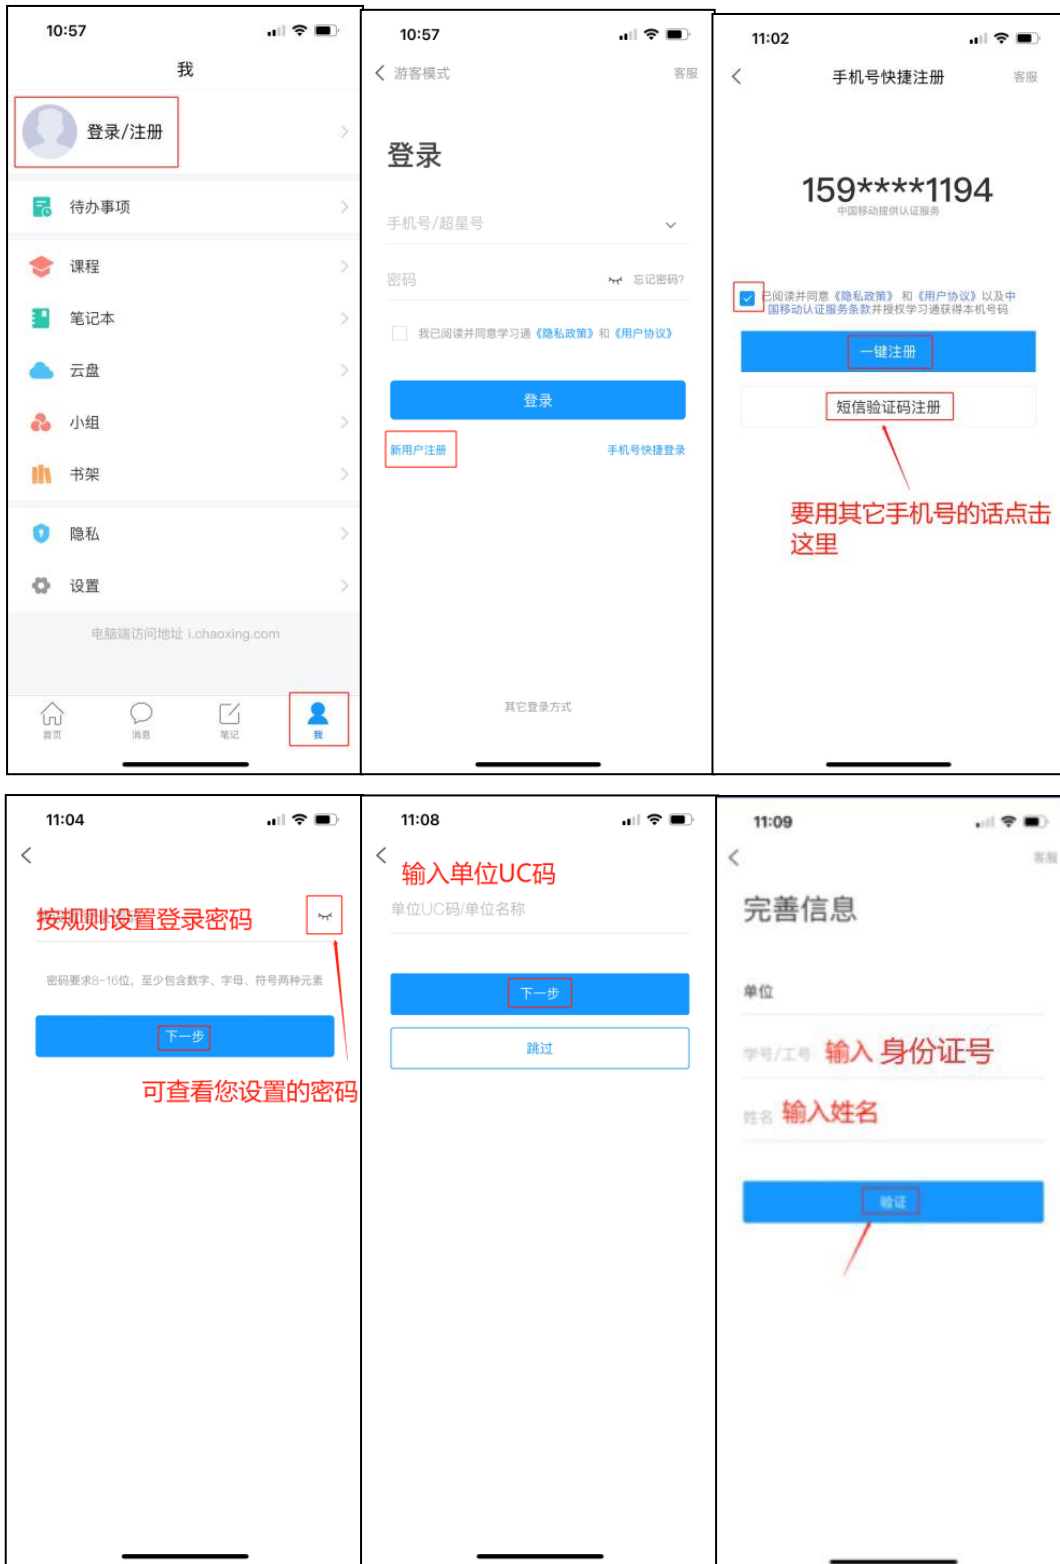 10:57
我
登录/注册
待办事项
课程
笔记本
云盘
小组
书架
隐私
设置
电脑端访问地址 i.chaoxing.com
首页
消息
笔记
我
10:57
游客模式
客服
登录
手机号/超星号
密码
忘记密码?
我已阅读并同意学习通《隐私政策》和《用户协议》
登录
新用户注册
手机号快捷登录
其它登录方式
11:02
手机号快捷注册
客服
159****1194
中国移动提供认证服务
已阅读并同意《隐私政策》和《用户协议》以及中
国移动认证服务条款并授权学习通获得本机号码
一键注册
短信验证码注册
要用其它手机号的话点击
这里
11:04
按规则设置登录密码
密码要求8-16位，至少包含数字、字母、符号两种元素
下一步
可查看您设置的密码
11:08
输入单位UC码
单位UC码/单位名称
下一步
跳过
11:09
客服
完善信息
单位
学号/工号 输入 身份证号
姓名 输入姓名
验证